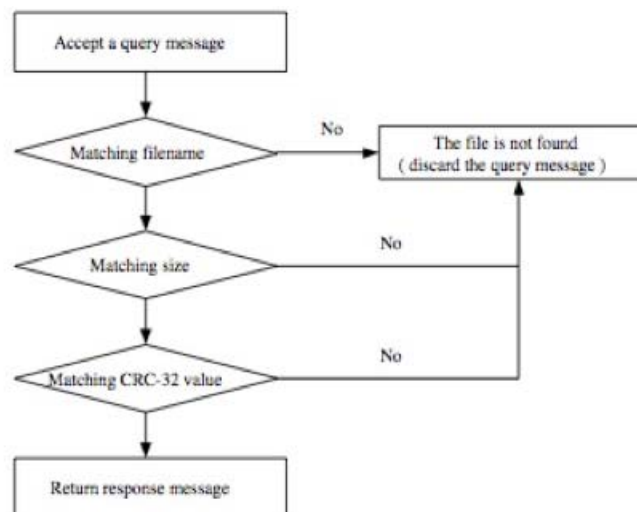 Accept a query message
No
Matching filename
The file is not found
( discard the query message )
No
Matching size
No
Matching CRC-32 value
Return response message